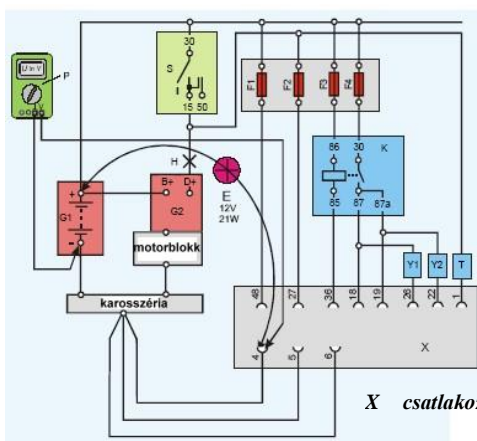 30
S
I
15 50
U in V
V
P
F1
F2
F3
F4
H
E
12V
21W
86
30
K
85
87
87a
+
G1
-
B+
D+
G2
motorblokk
Y1
Y2
T
karosszéria
48
27
36
18
19
26
22
1
4
5
6
X
X csatlakoz